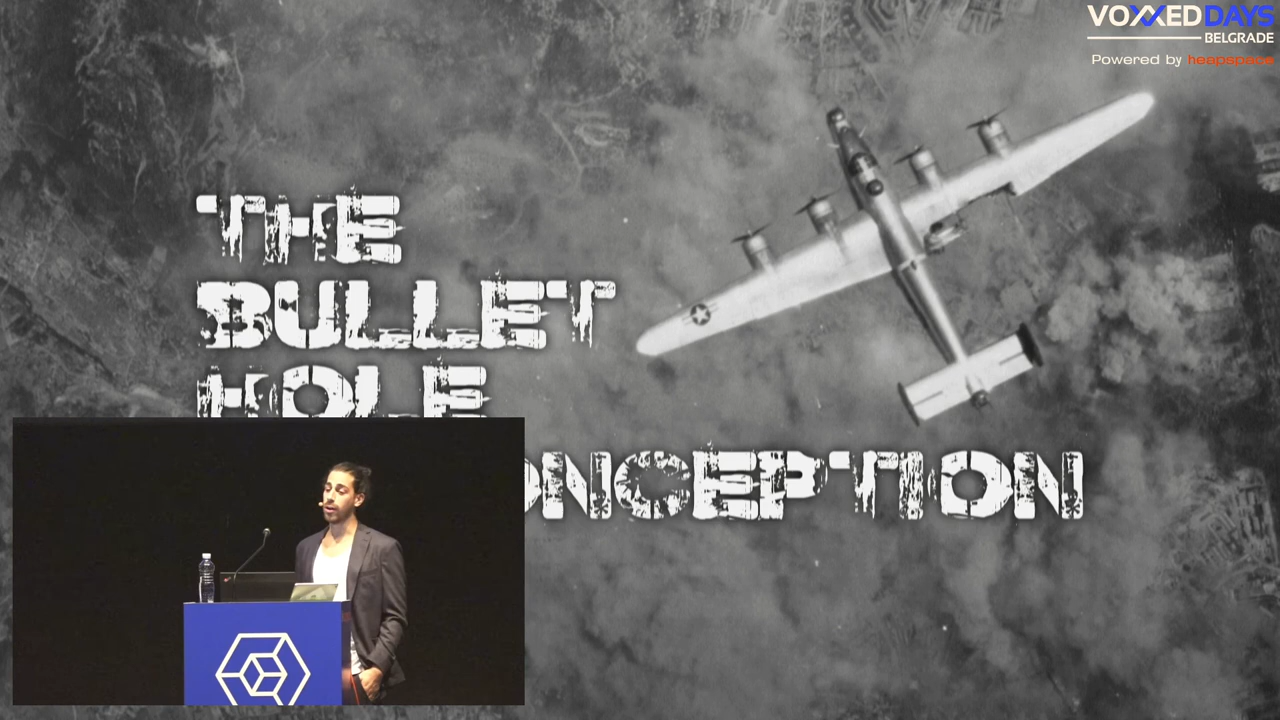 VOXXED DAYS
BELGRADE
Powered by heapspace
THE
BULLET
HOLE
ONCEPTION